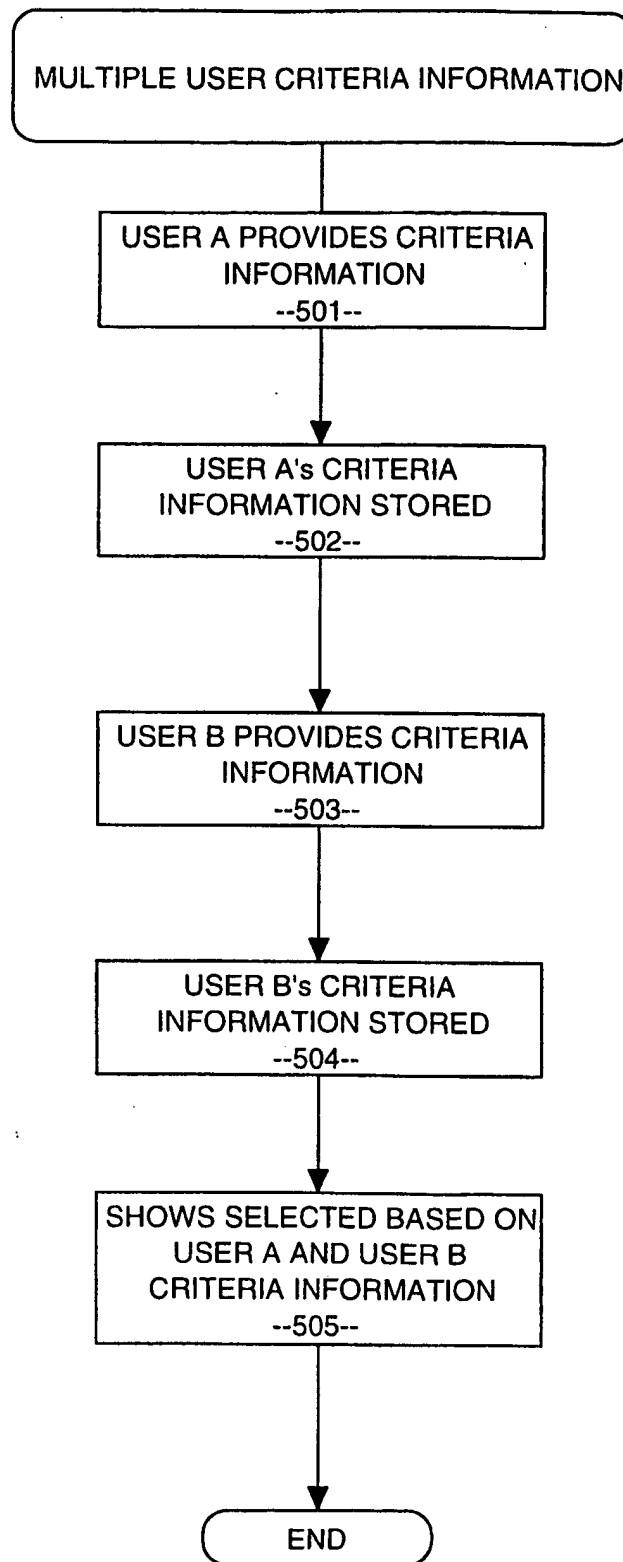 MULTIPLE USER CRITERIA INFORMATION
USER A PROVIDES CRITERIA
INFORMATION
--501--
USER A's CRITERIA
INFORMATION STORED
--502--
USER B PROVIDES CRITERIA
INFORMATION
--503--
USER B's CRITERIA
INFORMATION STORED
--504--
SHOWS SELECTED BASED ON
USER A AND USER B
CRITERIA INFORMATION
--505--
END